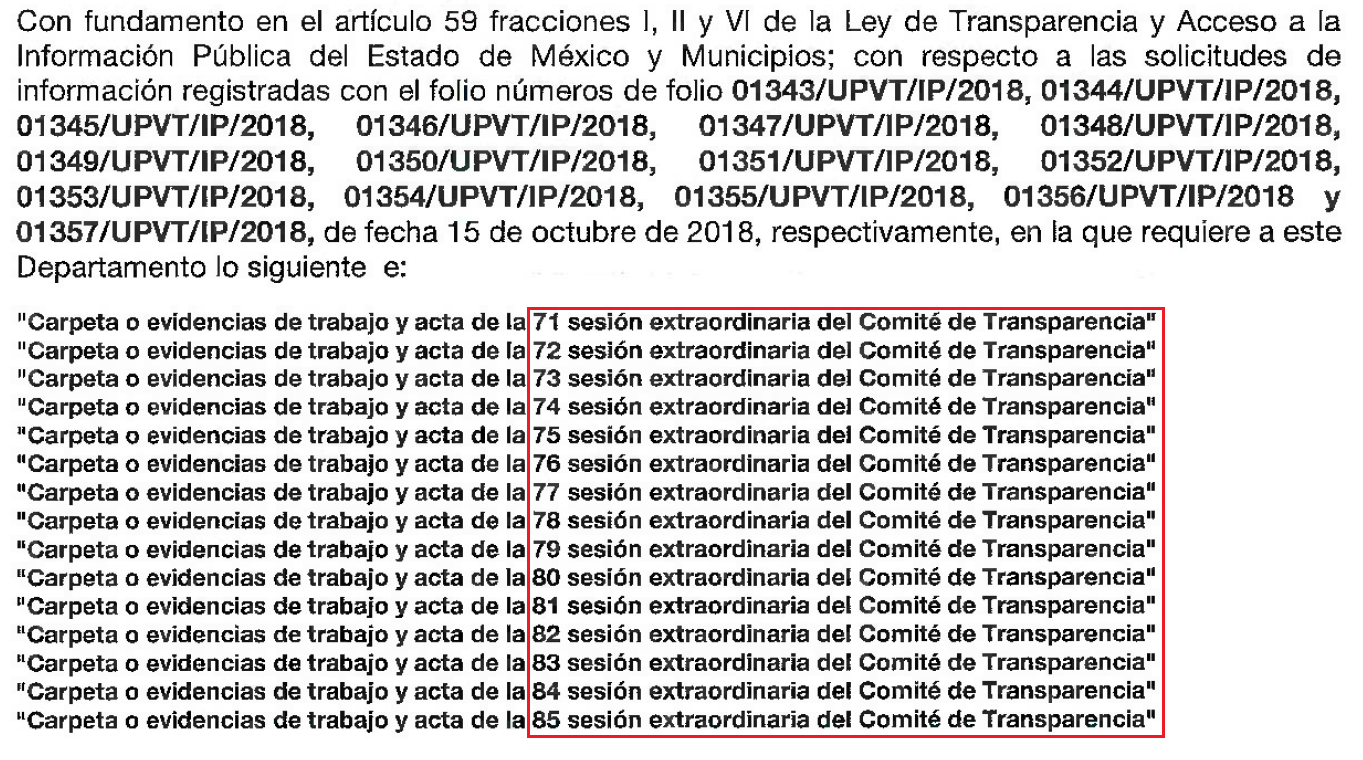 Con fundamento en el artículo 59 fracciones I, II y VI de la Ley de Transparencia y Acceso a la
Información Pública del Estado de México y Municipios; con respecto a las solicitudes de
información registradas con el folio números de folio 01343/UPVT/IP/2018, 01344/UPVT/IP/2018,
01345/UPVT/IP/2018, 01346/UPVT/IP/2018, 01347/UPVT/IP/2018, 01348/UPVT/IP/2018,
01349/UPVT/IP/2018, 01350/UPVT/IP/2018, 01351/UPVT/IP/2018, 01352/UPVT/IP/2018,
01353/UPVT/IP/2018, 01354/UPVT/IP/2018, 01355/UPVT/IP/2018, 01356/UPVT/IP/2018 y
01357/UPVT/IP/2018, de fecha 15 de octubre de 2018, respectivamente, en la que requiere a este
Departamento lo siguiente e:
"Carpeta o evidencias de trabajo y acta de la 71 sesión extraordinaria del Comité de Transparencia"
"Carpeta o evidencias de trabajo y acta de la 72 sesión extraordinaria del Comité de Transparencia"
"Carpeta o evidencias de trabajo y acta de la 73 sesión extraordinaria del Comité de Transparencia"
"Carpeta o evidencias de trabajo y acta de la 74 sesión extraordinaria del Comité de Transparencia"
"Carpeta o evidencias de trabajo y acta de la 75 sesión extraordinaria del Comité de Transparencia"
"Carpeta o evidencias de trabajo y acta de la 76 sesión extraordinaria del Comité de Transparencia"
"Carpeta o evidencias de trabajo y acta de la 77 sesión extraordinaria del Comité de Transparencia"
"Carpeta o evidencias de trabajo y acta de la 78 sesión extraordinaria del Comité de Transparencia"
"Carpeta o evidencias de trabajo y acta de la 79 sesión extraordinaria del Comité de Transparencia"
"Carpeta o evidencias de trabajo y acta de la 80 sesión extraordinaria del Comité de Transparencia"
"Carpeta o evidencias de trabajo y acta de la 81 sesión extraordinaria del Comité de Transparencia"
"Carpeta o evidencias de trabajo y acta de la 82 sesión extraordinaria del Comité de Transparencia"
"Carpeta o evidencias de trabajo y acta de la 83 sesión extraordinaria del Comité de Transparencia"
"Carpeta o evidencias de trabajo y acta de la 84 sesión extraordinaria del Comité de Transparencia"
"Carpeta o evidencias de trabajo y acta de la 85 sesión extraordinaria del Comité de Transparencia"